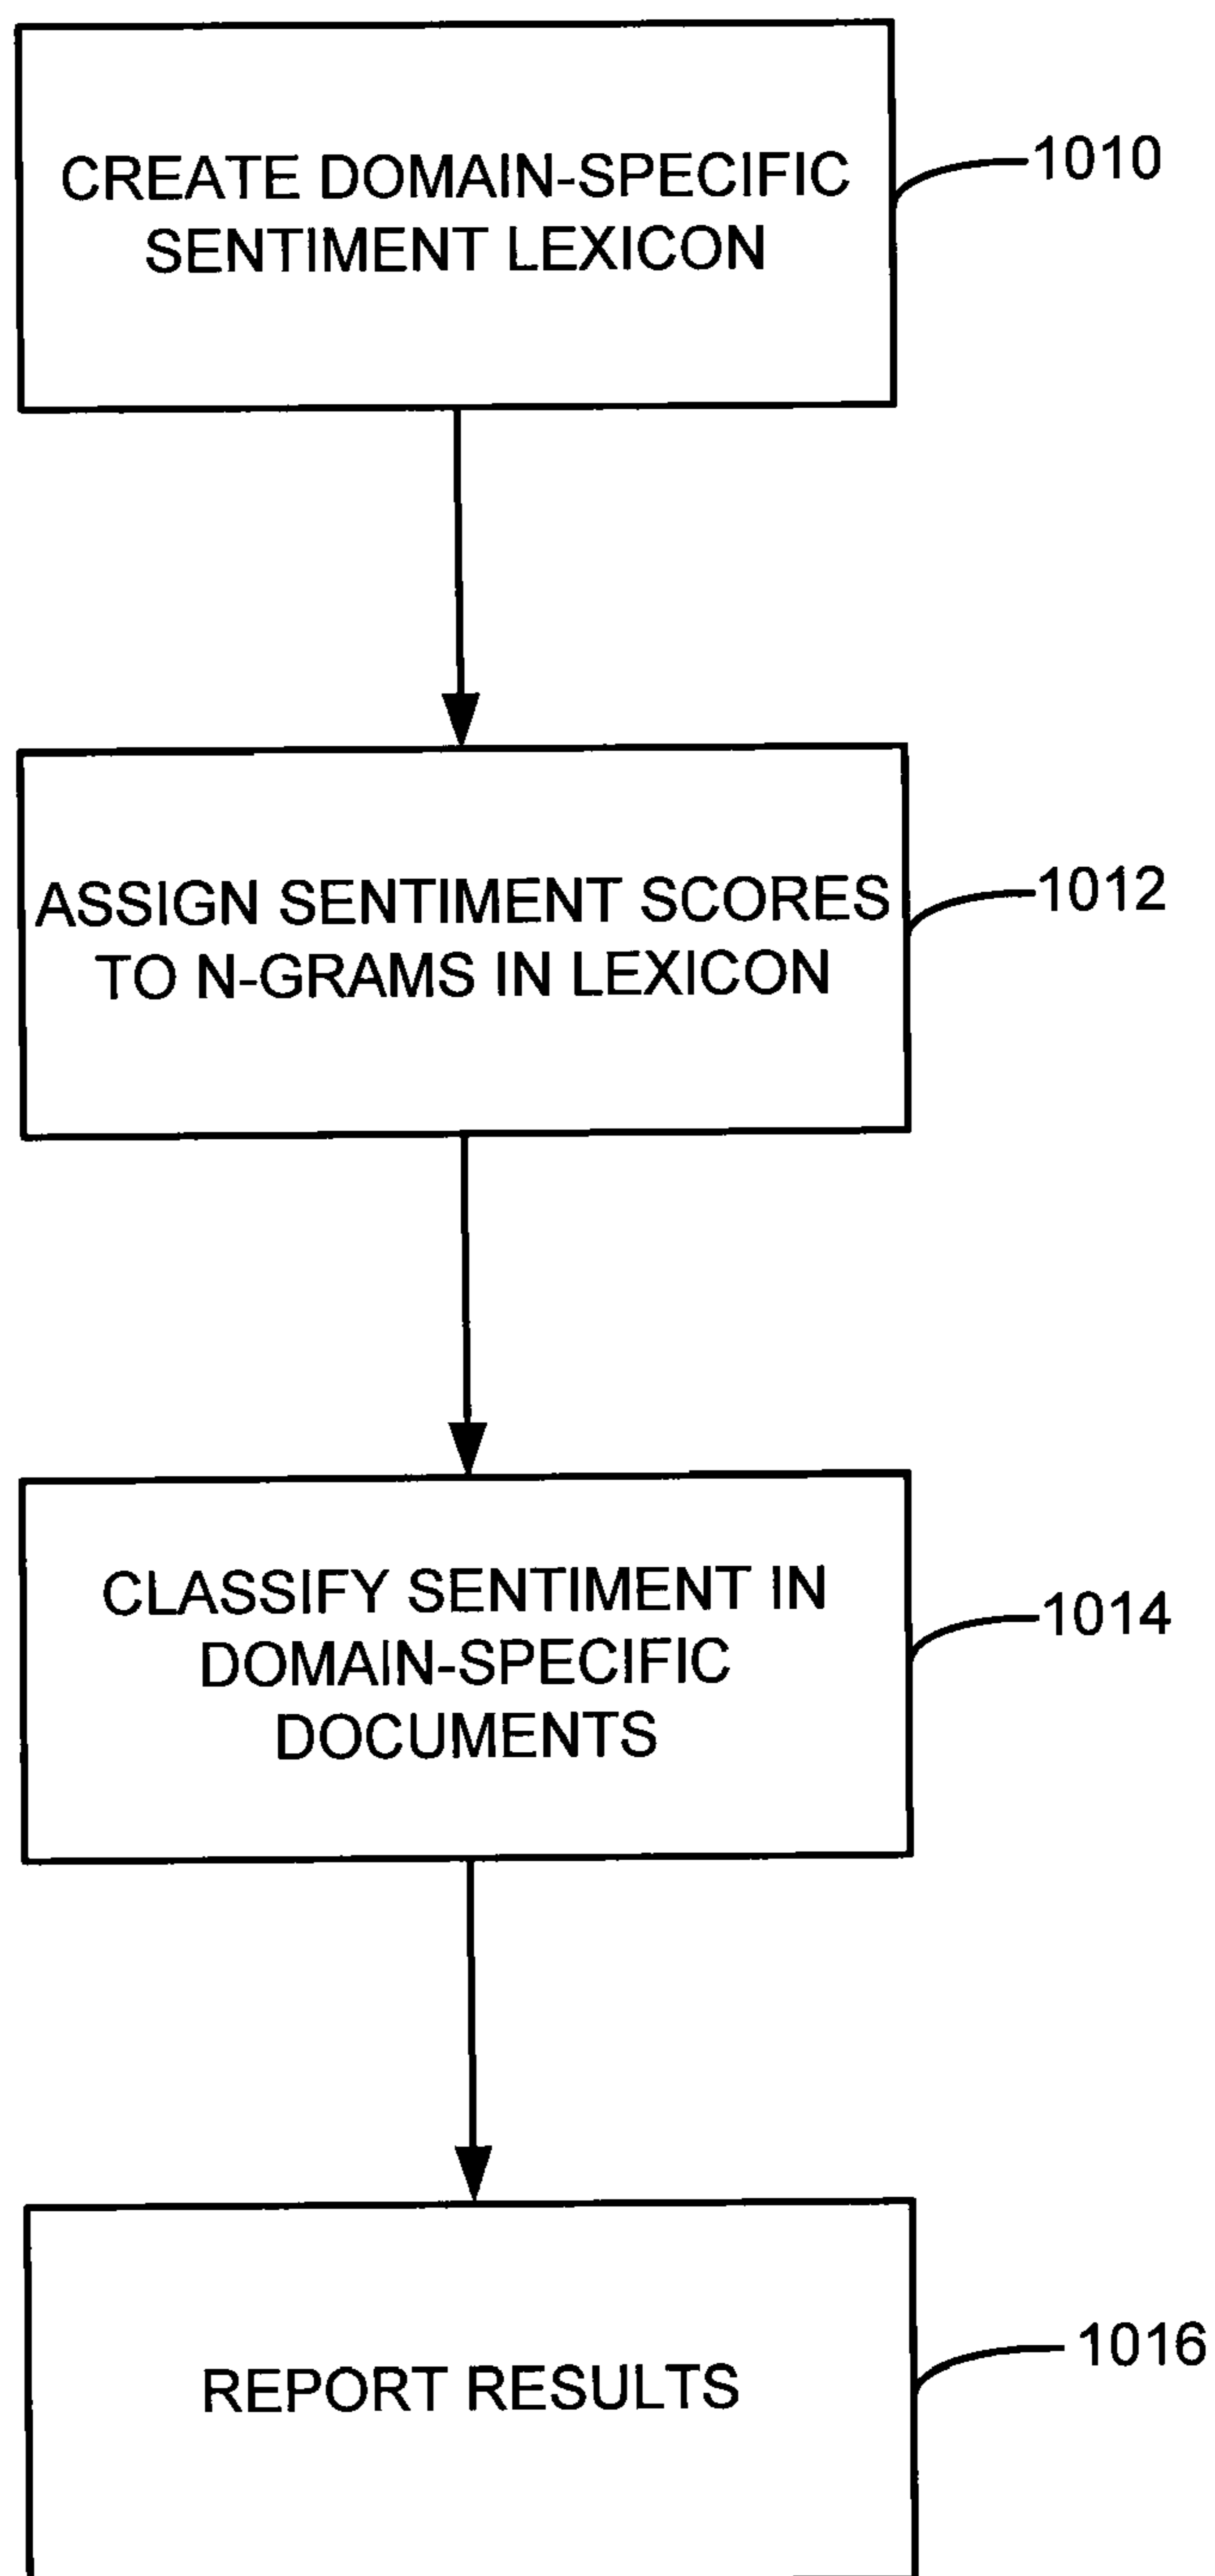 CREATE DOMAIN-SPECIFIC
SENTIMENT LEXICON
1010
ASSIGN SENTIMENT SCORES
TO N-GRAMS IN LEXICON
1012
CLASSIFY SENTIMENT IN
DOMAIN-SPECIFIC
DOCUMENTS
1014
REPORT RESULTS
1016